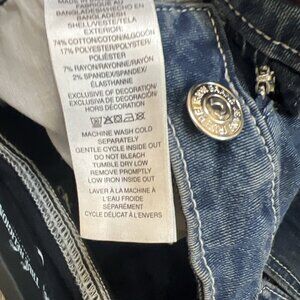 MADE IN
BANGLADESH/HECHO EN
BANGLADESH
SHELL/VESTE/TELA
EXTERIOR:
74% COTTON/COTON/ALGODÓN
17% POLYESTER/POLYESTER/
POLIÉSTER
7% RAYON/RAYONNE/RAYÓN
2% SPANDEX/SPANDEX/
ÉLASTHANNE
EXCLUSIVE OF DECORATION/
EXCLUSIF DE DÉCORATION/
MACHINE WASH COLD
SEPARATELY
GENTLE CYCLE INSIDE OUT
DO NOT BLEACH
TUMBLE DRY LOW
REMOVE PROMPTLY
LOW IRON INSIDE OUT
LAVER À LA MACHINE À
L'EAU FROIDE
SÉPARÉMENT
CYCLE DÉLICAT À L'ENVERS